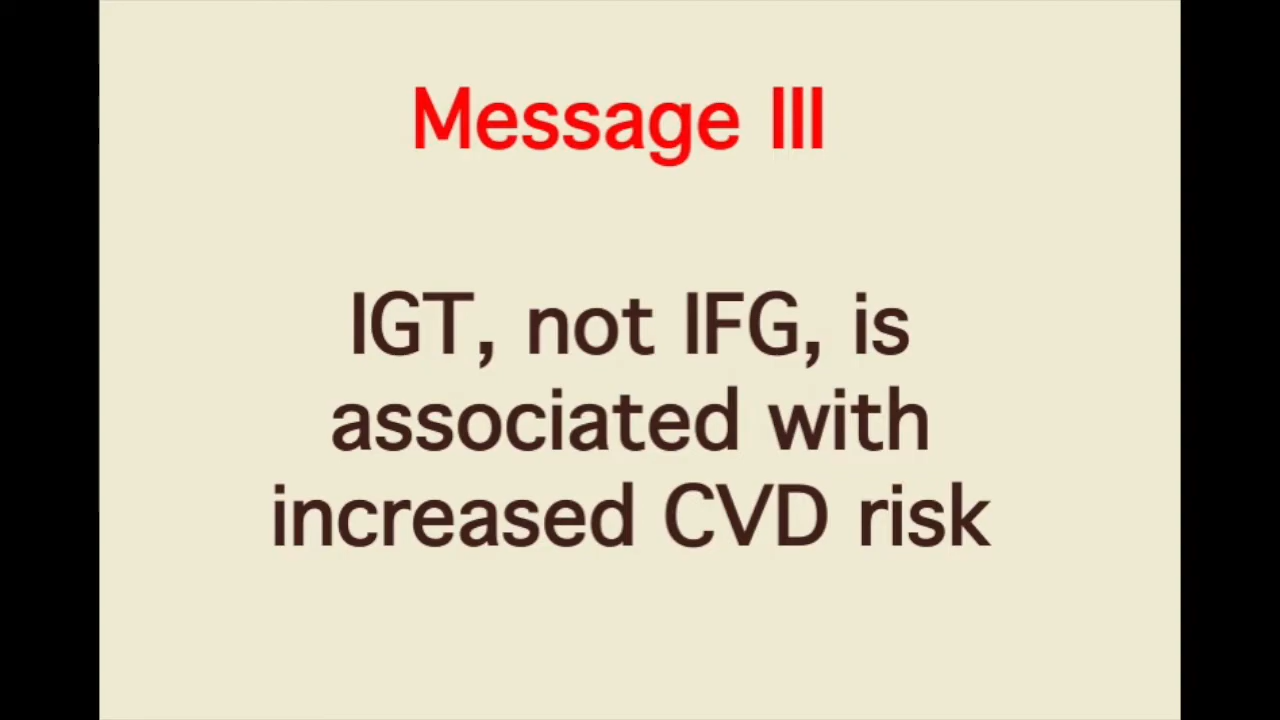 Message III
IGT, not IFG, is
associated with
increased CVD risk